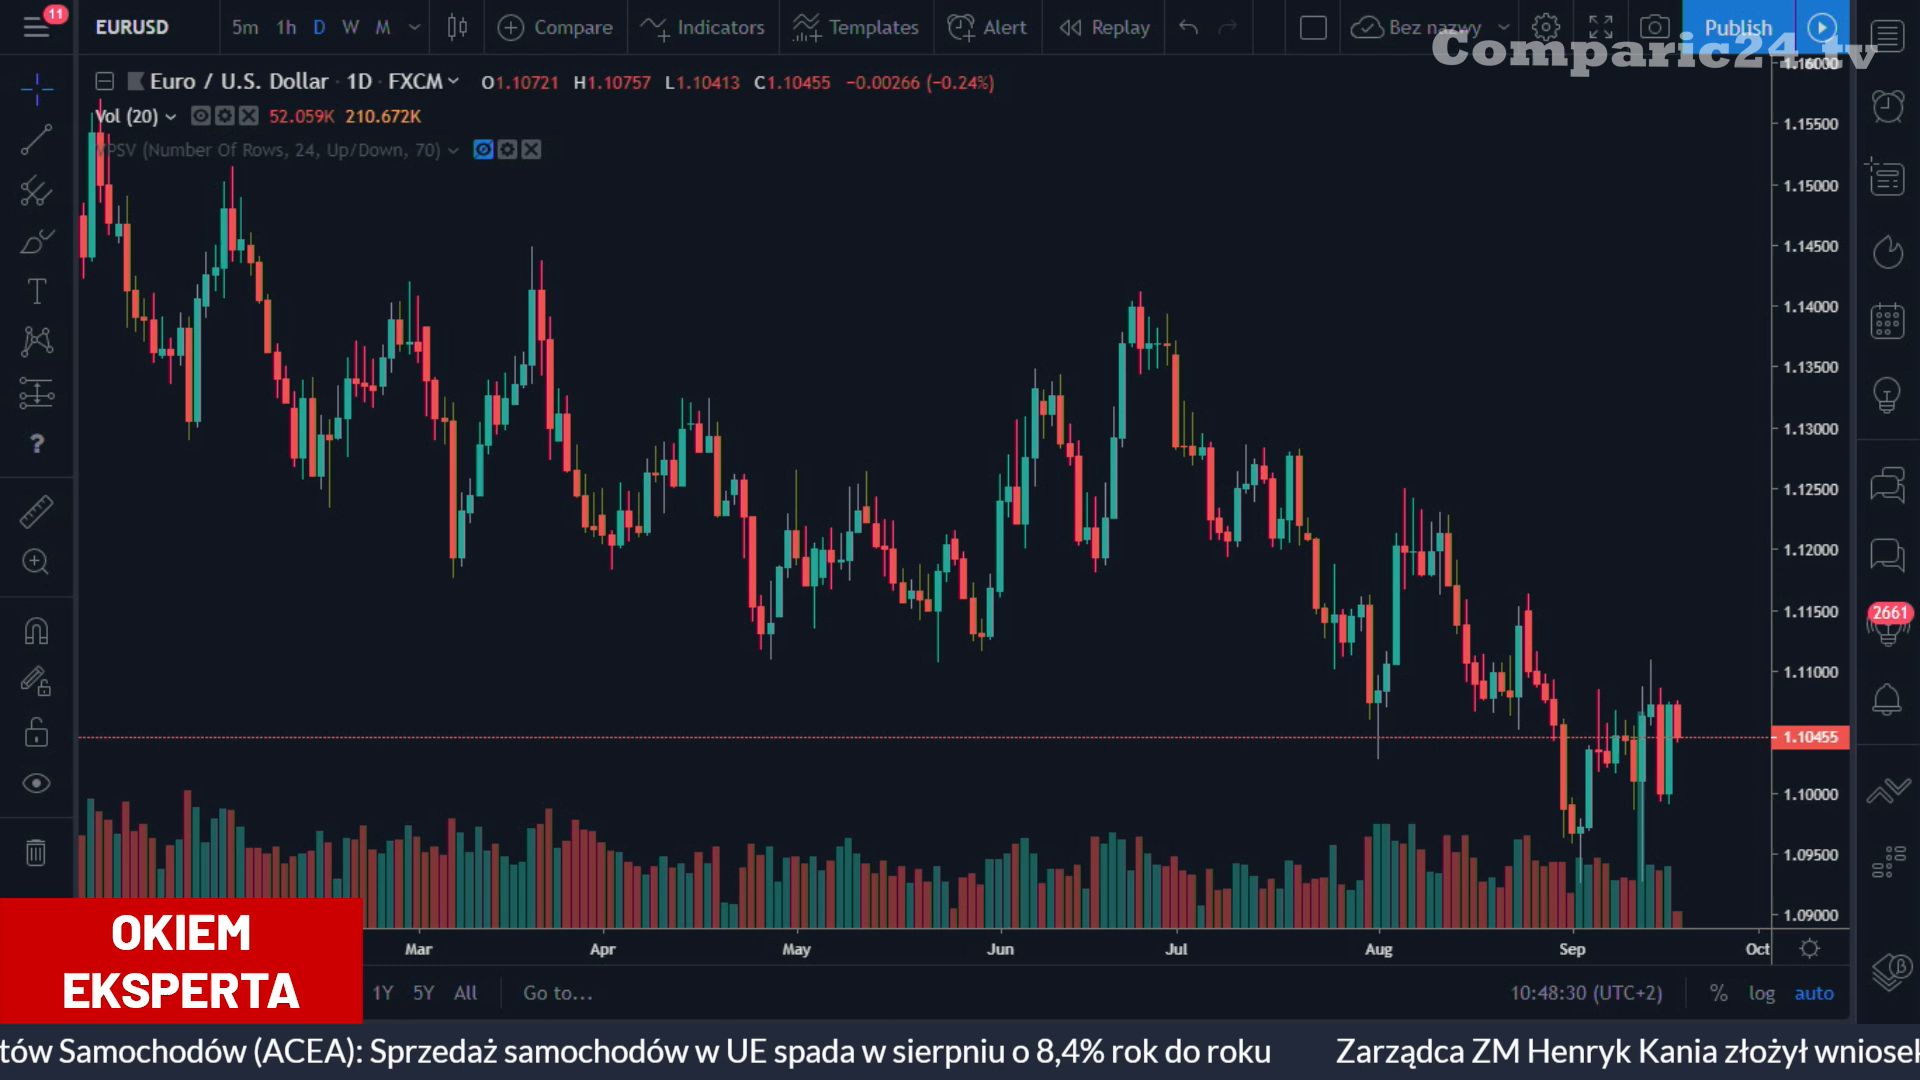 11
EURUSD
5m 1h D W M
Compare
Indicators
Templates
Alert
Replay
Bez nazwy
Publish
Comparic24.tv
Euro / U.S. Dollar · 1D · FXCM O1.10721 H1.10757 L1.10413 C1.10455 −0.00266 (−0.24%)
Vol (20) 52.059K 210.672K
VPSV (Number Of Rows, 24, Up/Down, 70)
1.16000
1.15500
1.15000
1.14500
1.14000
1.13500
1.13000
1.12500
1.12000
1.11500
1.11000
1.10455
1.10000
1.09500
1.09000
2661
Mar Apr May Jun Jul Aug Sep Oct
1Y 5Y All Go to...
10:48:30 (UTC+2) % log auto
OKIEM
EKSPERTA
tów Samochodów (ACEA): Sprzedaż samochodów w UE spada w sierpniu o 8,4% rok do roku
Zarządca ZM Henryk Kania złożył wniosek